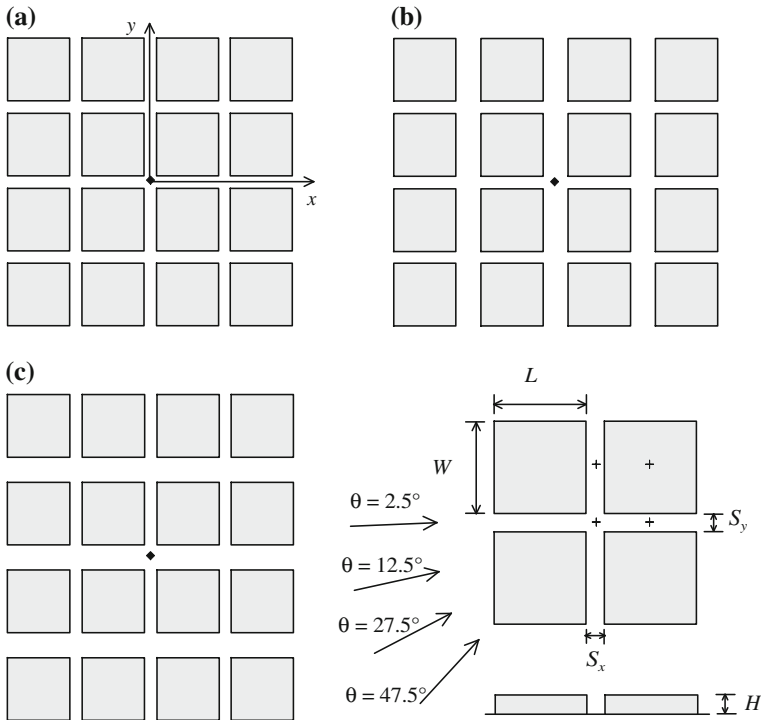 (a)
y
x
(b)
(c)
L
W
S_y
S_x
H
θ = 2.5°
θ = 12.5°
θ = 27.5°
θ = 47.5°